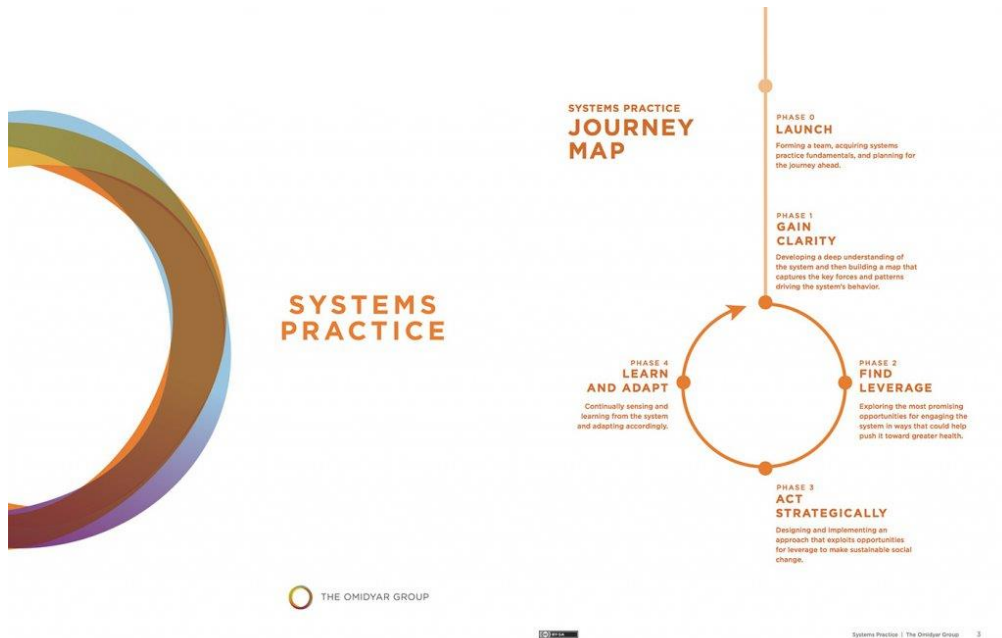 SYSTEMS
PRACTICE
THE OMIDYAR GROUP
SYSTEMS PRACTICE
JOURNEY
MAP
PHASE 0
LAUNCH
Forming a team, acquiring systems
practice fundamentals, and planning for
the journey ahead.
PHASE 1
GAIN
CLARITY
Developing a deep understanding of
the system and then building a map that
captures the key forces and patterns
driving the system's behavior.
PHASE 2
FIND
LEVERAGE
Exploring the most promising
opportunities for engaging the
system in ways that could help
push it toward greater health.
PHASE 3
ACT
STRATEGICALLY
Designing and implementing an
approach that exploits opportunities
for leverage to make sustainable social
change.
PHASE 4
LEARN
AND ADAPT
Continually sensing and
learning from the system
and adapting accordingly.
Systems Practice | The Omidyar Group 3